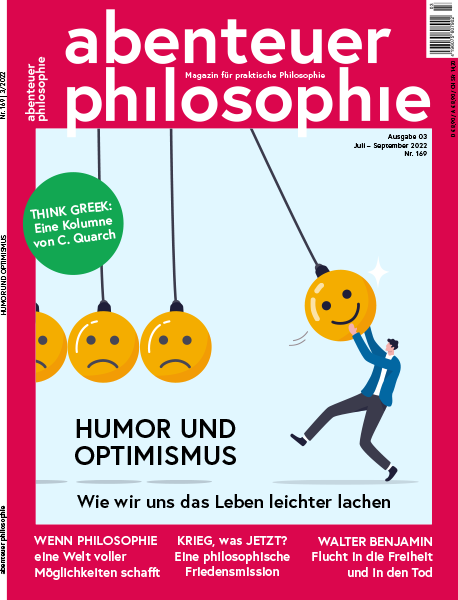 abenteuer
philosophie
Magazin für praktische Philosophie
abenteuer
philosophie
Nr. 169 | 3/2022
HUMOR UND OPTIMISMUS
abenteuer philosophie
Ausgabe 03
Juli – September 2022
Nr. 169
THINK GREEK:
Eine Kolumne
von C. Quarch
HUMOR UND
OPTIMISMUS
Wie wir uns das Leben leichter lachen
WENN PHILOSOPHIE
eine Welt voller
Möglichkeiten schafft
KRIEG, was JETZT?
Eine philosophische
Friedensmission
WALTER BENJAMIN
Flucht in die Freiheit
und in den Tod